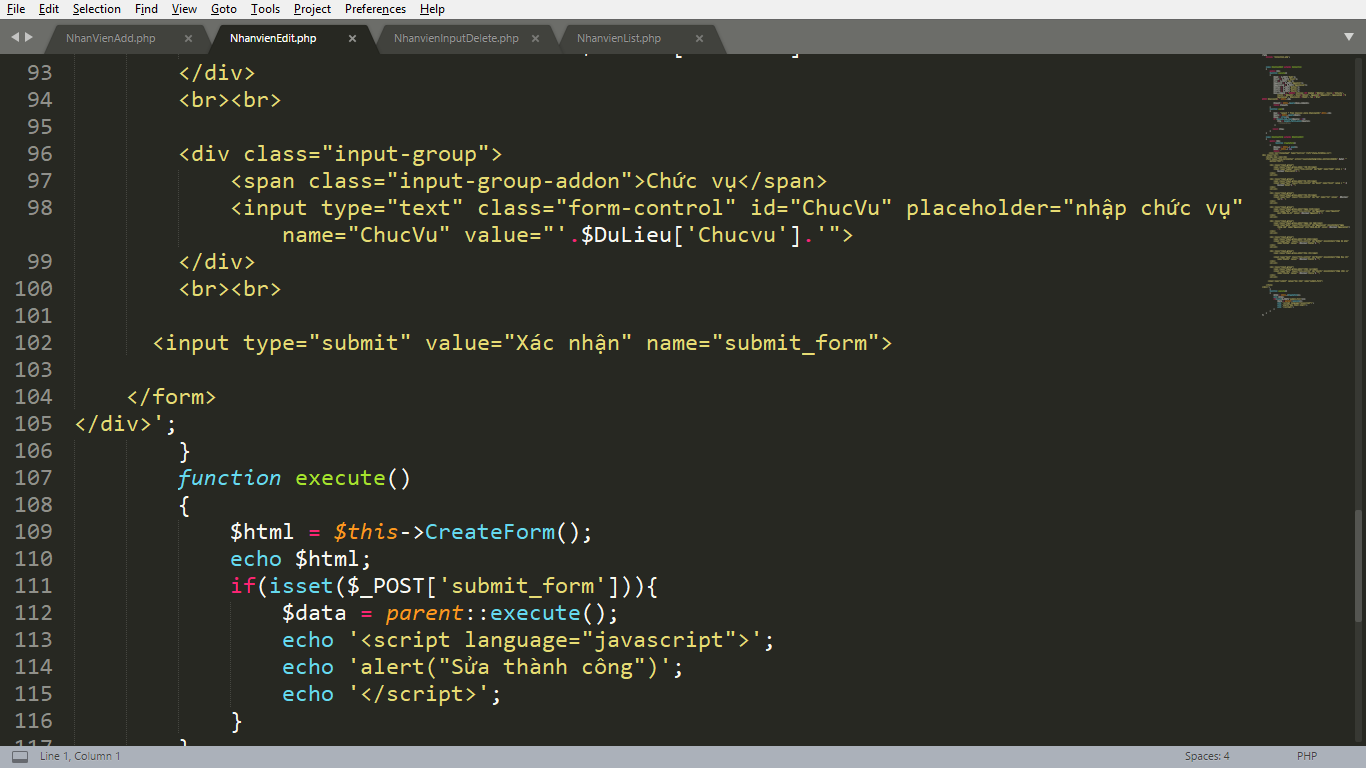 File Edit Selection Find View Goto Tools Project Preferences Help
NhanVienAdd.php × NhanvienEdit.php × NhanvienInputDelete.php × NhanvienList.php ×
93 </div>
94 <br><br>
95
96 <div class="input-group">
97 <span class="input-group-addon">Chức vụ</span>
98 <input type="text" class="form-control" id="ChucVu" placeholder="nhập chức vụ"
name="ChucVu" value="'.$DuLieu['Chucvu'].'">
99 </div>
100 <br><br>
101
102 <input type="submit" value="Xác nhận" name="submit_form">
103
104 </form>
105 </div>';
106 }
107 function execute()
108 {
109 $html = $this->CreateForm();
110 echo $html;
111 if(isset($_POST['submit_form'])){
112 $data = parent::execute();
113 echo '<script language="javascript">';
114 echo 'alert("Sửa thành công")';
115 echo '</script>';
116 }
117 }
Line 1, Column 1 Spaces: 4 PHP